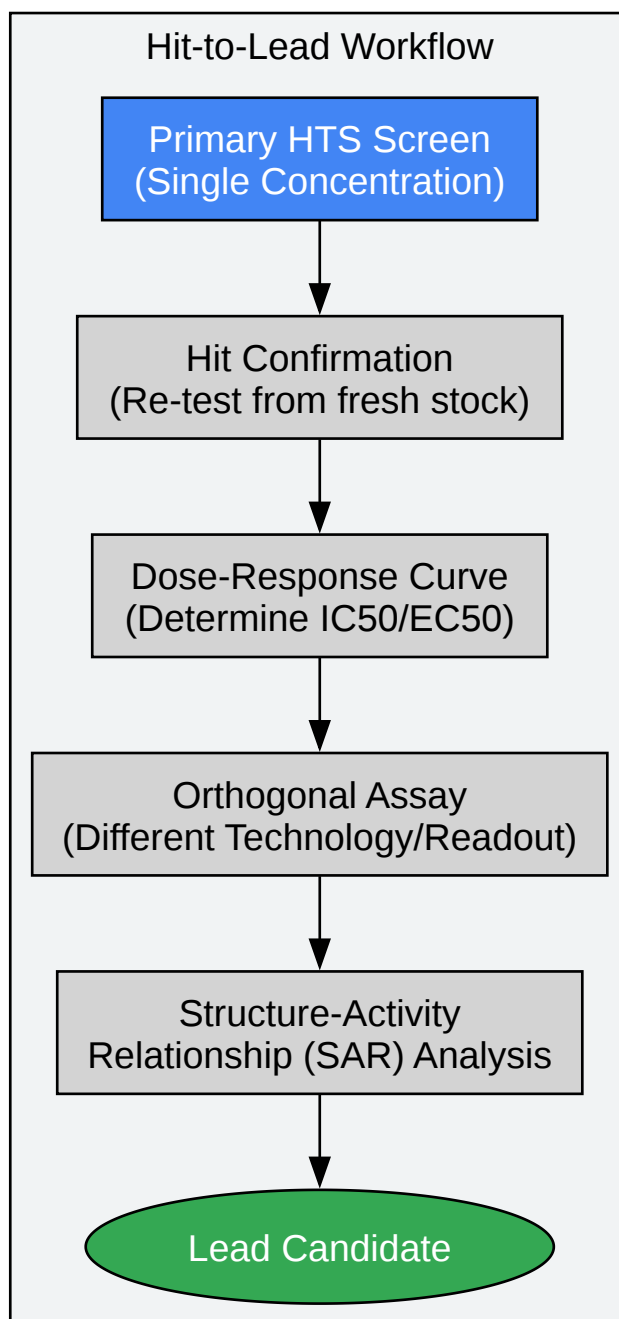 Hit-to-Lead Workflow
Primary HTS Screen
(Single Concentration)
Hit Confirmation
(Re-test from fresh stock)
Dose-Response Curve
(Determine IC50/EC50)
Orthogonal Assay
(Different Technology/Readout)
Structure-Activity
Relationship (SAR) Analysis
Lead Candidate